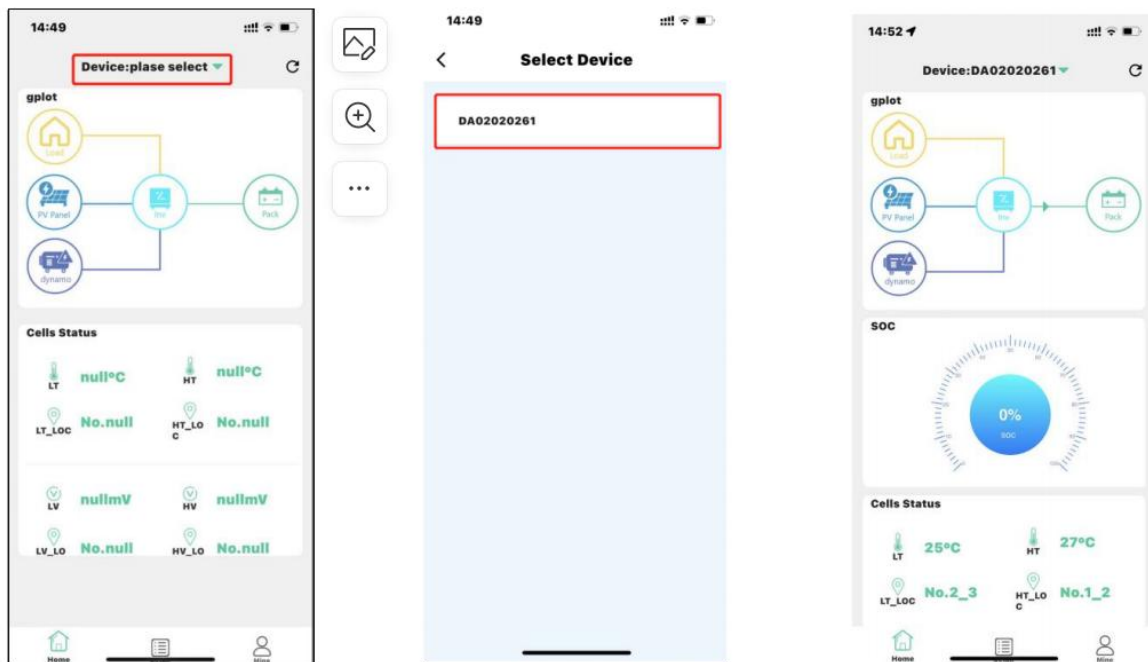 14:49
Device:plase select
gplot
Load
PV Panel
Inv
Pack
dynamo
Cells Status
LT
null°C
HT
null°C
LT_LOC
No.null
HT_LO
C
No.null
LV
nullmV
HV
nullmV
LV_LO
No.null
HV_LO
No.null
Home
Mine
14:49
Select Device
DA02020261
14:52
Device:DA02020261
gplot
Load
PV Panel
Inv
Pack
dynamo
SOC
0%
SOC
Cells Status
LT
25°C
HT
27°C
LT_LOC
No.2_3
HT_LO
C
No.1_2
Home
Mine